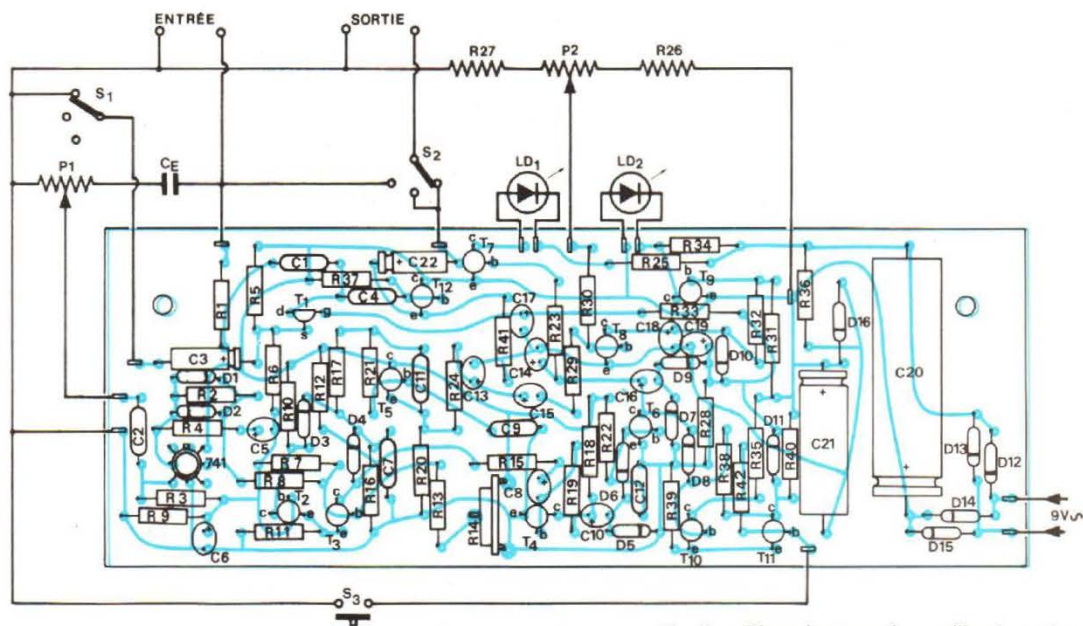 ENTRÉE SORTIE
R27 P2 R26
S1
P1 CE S2 LD1 LD2
R1 R5 C1 R37 C4 C22 T7 c b e T12 c b e T1 d g s
R25 R34 T9 b c e R33 R30 R32 R31 R36 D16
C3 D1 R2 D2 R4 C2 741 R3 R9 C6
R6 R10 R12 R17 R21 D3 C5 D4 T5 c b e C11 R24 C13
R41 C17 C14 R23 R29 T8 c b e C18 C19 D10 D9 C15 C16
C20 C21 D13 D12
R7 R8 R11 T2 c b e T3 c b e R16 C7 R20 R13 R14
C9 R15 C8 T4 c b e R19 R18 R22 C10 D6 D5 C12
T6 c b e D7 D8 R28 R38 R42 R35 D11 R40 R39
T10 c b e T11 c b e
D14 D15 9V
S3